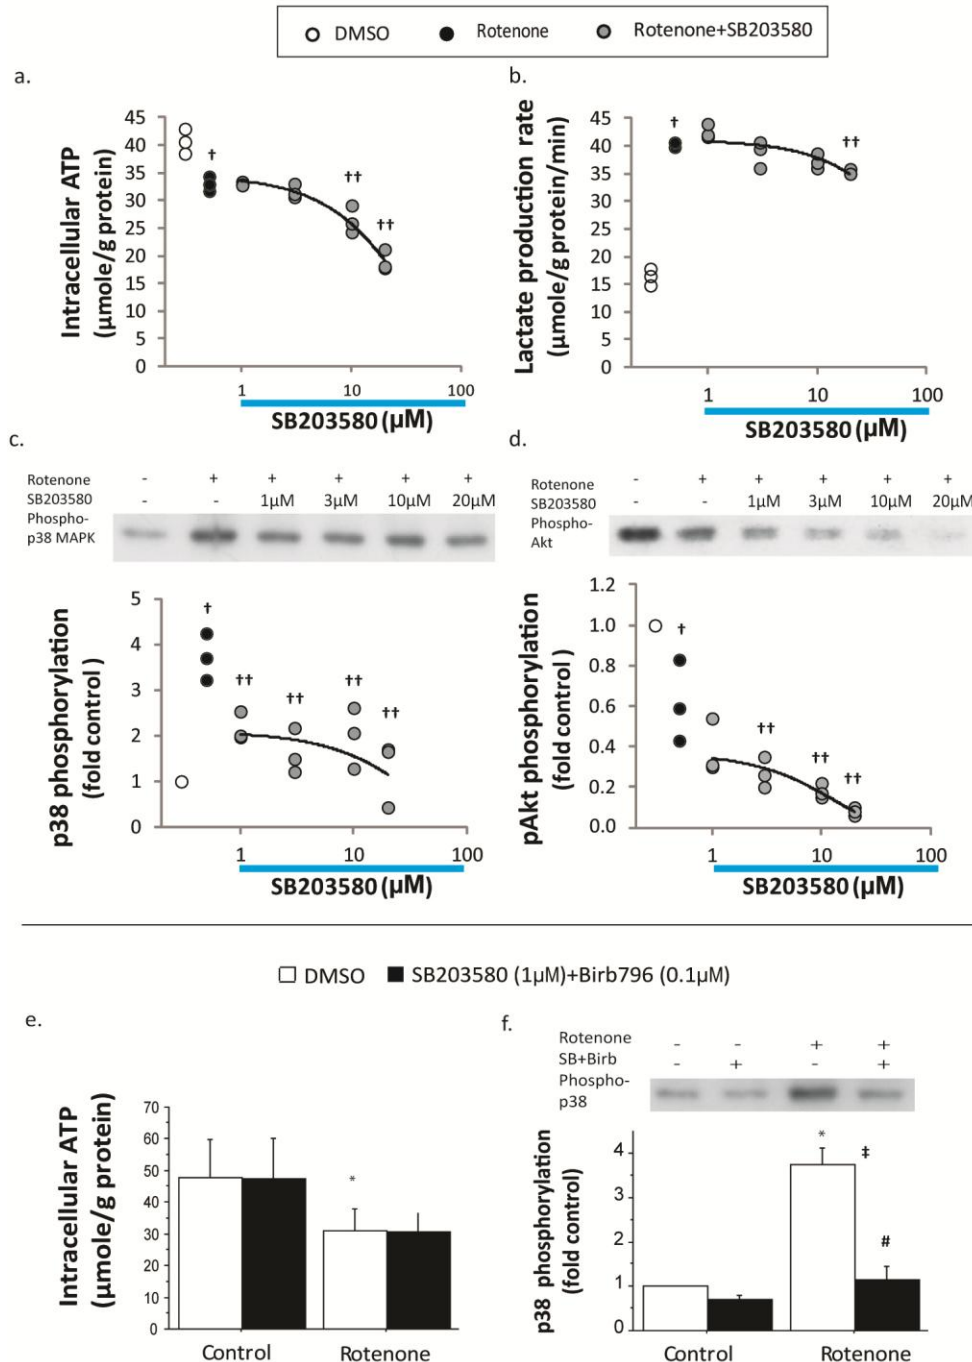 DMSO Rotenone Rotenone+SB203580
a.
Intracellular ATP
(µmole/g protein)
45
40
35
30
25
20
15
10
5
0
†
††
††
1 10 100
SB203580 (µM)
b.
Lactate production rate
(µmole/g protein/min)
45
40
35
30
25
20
15
10
5
0
†
††
1 10 100
SB203580 (µM)
c.
Rotenone - + + + + +
SB203580 - - 1µM 3µM 10µM 20µM
Phospho-
p38 MAPK
p38 phosphorylation
(fold control )
5
4
3
2
1
0
†
††
††
††
††
1 10 100
SB203580 (µM)
d.
Rotenone - + + + + +
SB203580 - - 1µM 3µM 10µM 20µM
Phospho-
Akt
pAkt phosphorylation
(fold control)
1.2
1.0
0.8
0.6
0.4
0.2
0.0
†
††
††
††
1 10 100
SB203580 (µM)
DMSO SB203580 (1µM)+Birb796 (0.1µM)
e.
Intracellular ATP
(µmole/g protein)
70
60
50
40
30
20
10
0
*
Control Rotenone
f.
Rotenone - - + +
SB+Birb - + - +
Phospho-
p38
p38 phosphorylation
(fold control)
4
3
2
1
0
*
‡
#
Control Rotenone